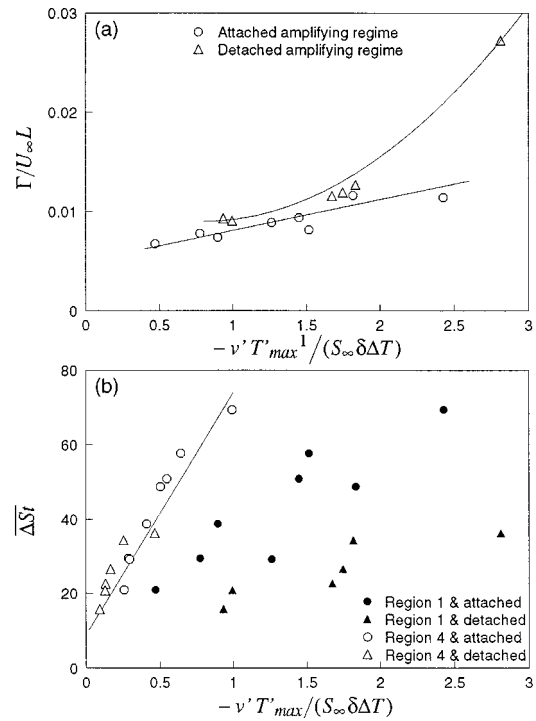 (a)
○ Attached amplifying regime
△ Detached amplifying regime
0.03
0.02
0.01
0
Γ/U∞L
0 0.5 1 1.5 2 2.5 3
− v' T'max¹/(S∞δΔT)
(b)
80
60
40
20
0
ΔSt
● Region 1 & attached
▲ Region 1 & detached
○ Region 4 & attached
△ Region 4 & detached
0 0.5 1 1.5 2 2.5 3
− v' T'max/(S∞δΔT)